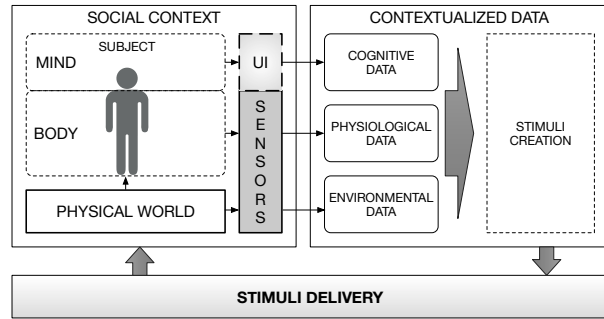 SOCIAL CONTEXT
SUBJECT
MIND
BODY
PHYSICAL WORLD
UI
SENSORS
CONTEXTUALIZED DATA
COGNITIVE
DATA
PHYSIOLOGICAL
DATA
ENVIRONMENTAL
DATA
STIMULI
CREATION
STIMULI DELIVERY